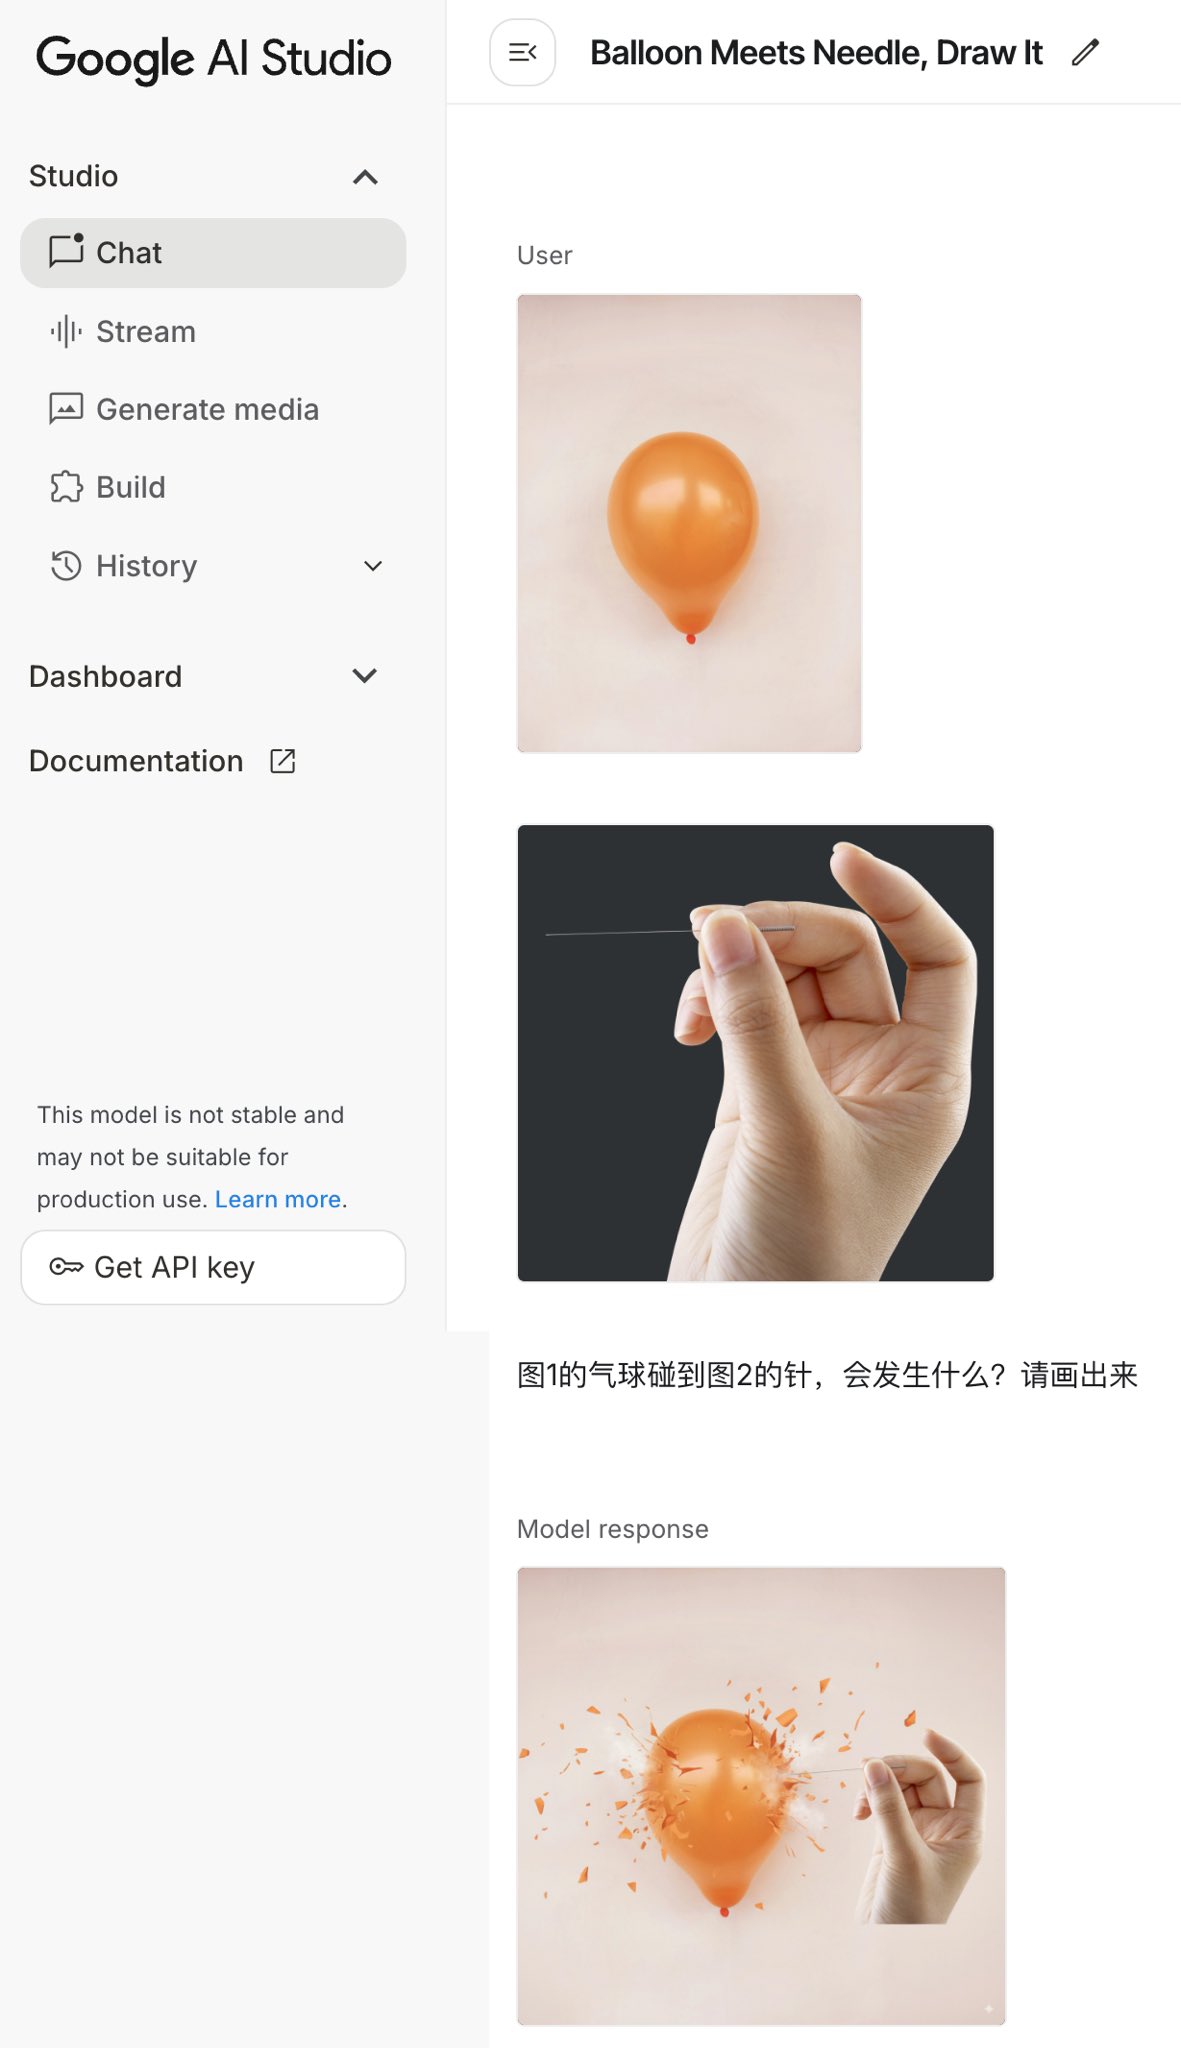 Google AI Studio
Studio
Chat
Stream
Generate media
Build
History
Dashboard
Documentation
This model is not stable and
may not be suitable for
production use. Learn more.
Get API key
Balloon Meets Needle, Draw It
User
图1的气球碰到图2的针，会发生什么？请画出来
Model response